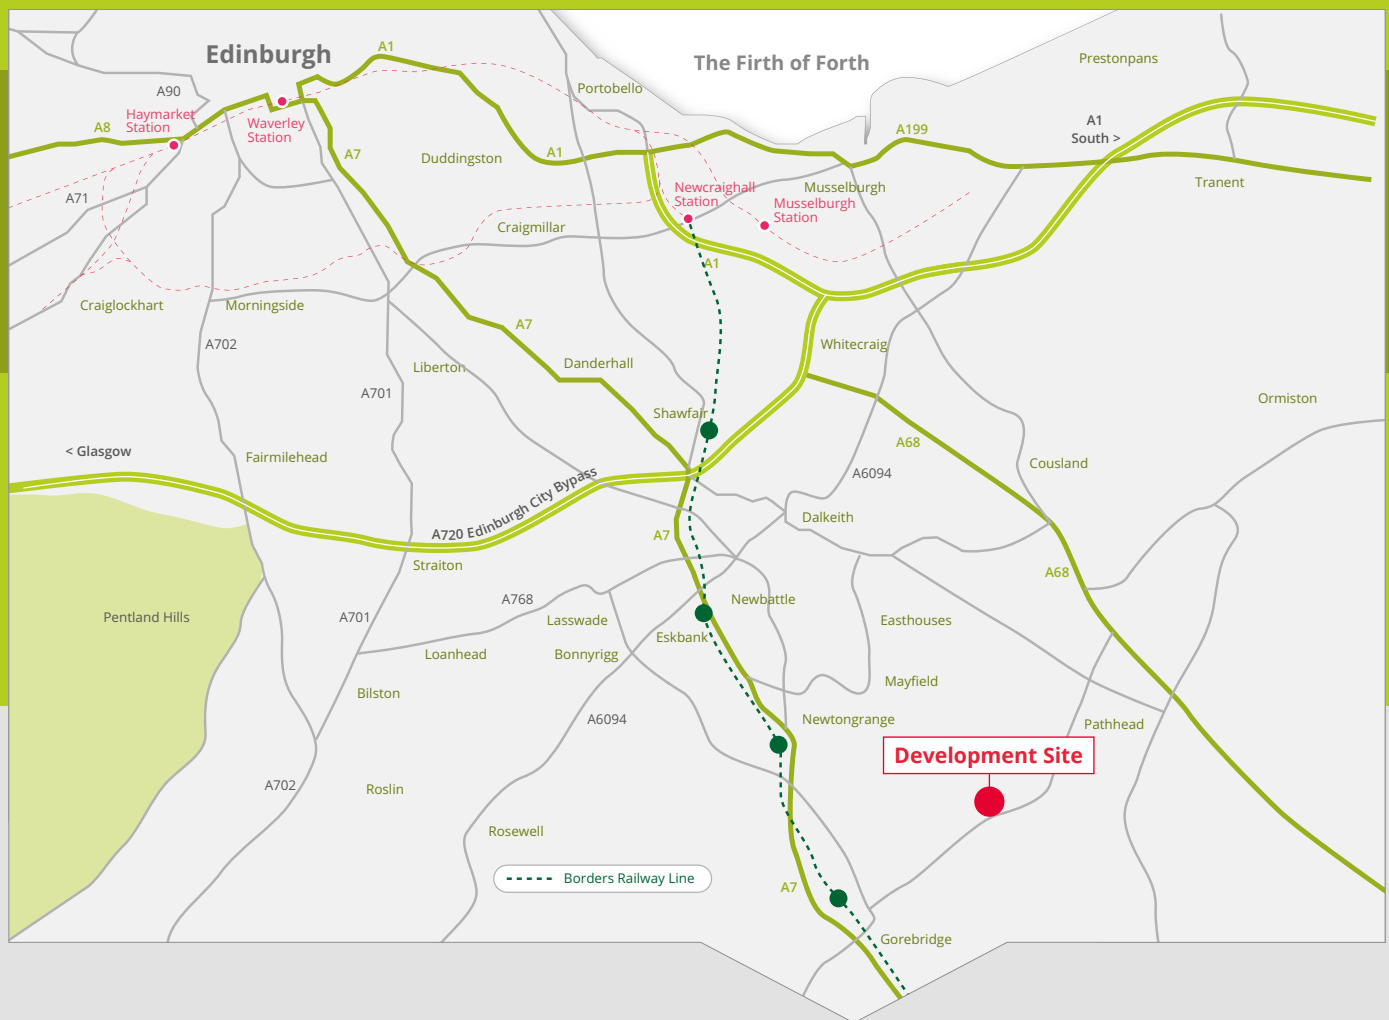 Edinburgh
A1
The Firth of Forth
Prestonpans
A90
Portobello
Haymarket
Station
A8
Waverley
Station
A1
South >
A199
A7
Duddingston
A1
A71
Newcraighall
Station
Musselburgh
Musselburgh
Station
Tranent
Craigmillar
A1
Craiglockhart
Morningside
A7
A702
Whitecraig
Liberton
Danderhall
A701
Ormiston
Shawfair
< Glasgow
A68
Fairmilehead
Cousland
A6094
A720 Edinburgh City Bypass
Dalkeith
A7
Straiton
A68
Pentland Hills
A768
Newbattle
A701
Lasswade
Easthouses
Eskbank
Loanhead
Bonnyrigg
Mayfield
Bilston
A6094
Newtongrange
Pathhead
Development Site
A702
Roslin
Rosewell
Borders Railway Line
A7
Gorebridge